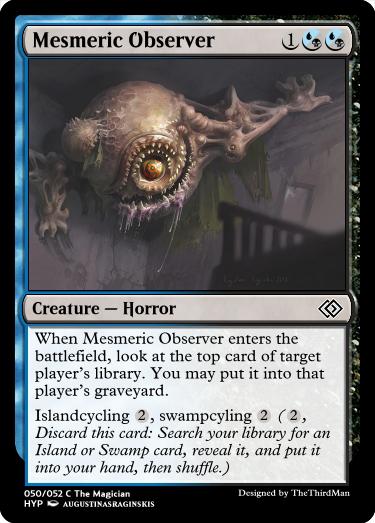 Mesmeric Observer 1
Creature — Horror
When Mesmeric Observer enters the
battlefield, look at the top card of target
player's library. You may put it into that
player's graveyard.
Islandcycling 2, swampcyling 2 (2,
Discard this card: Search your library for an
Island or Swamp card, reveal it, and put it
into your hand, then shuffle.)
050/052 C The Magician
HYP AUGUSTINASRAGINSKIS
Designed by TheThirdMan